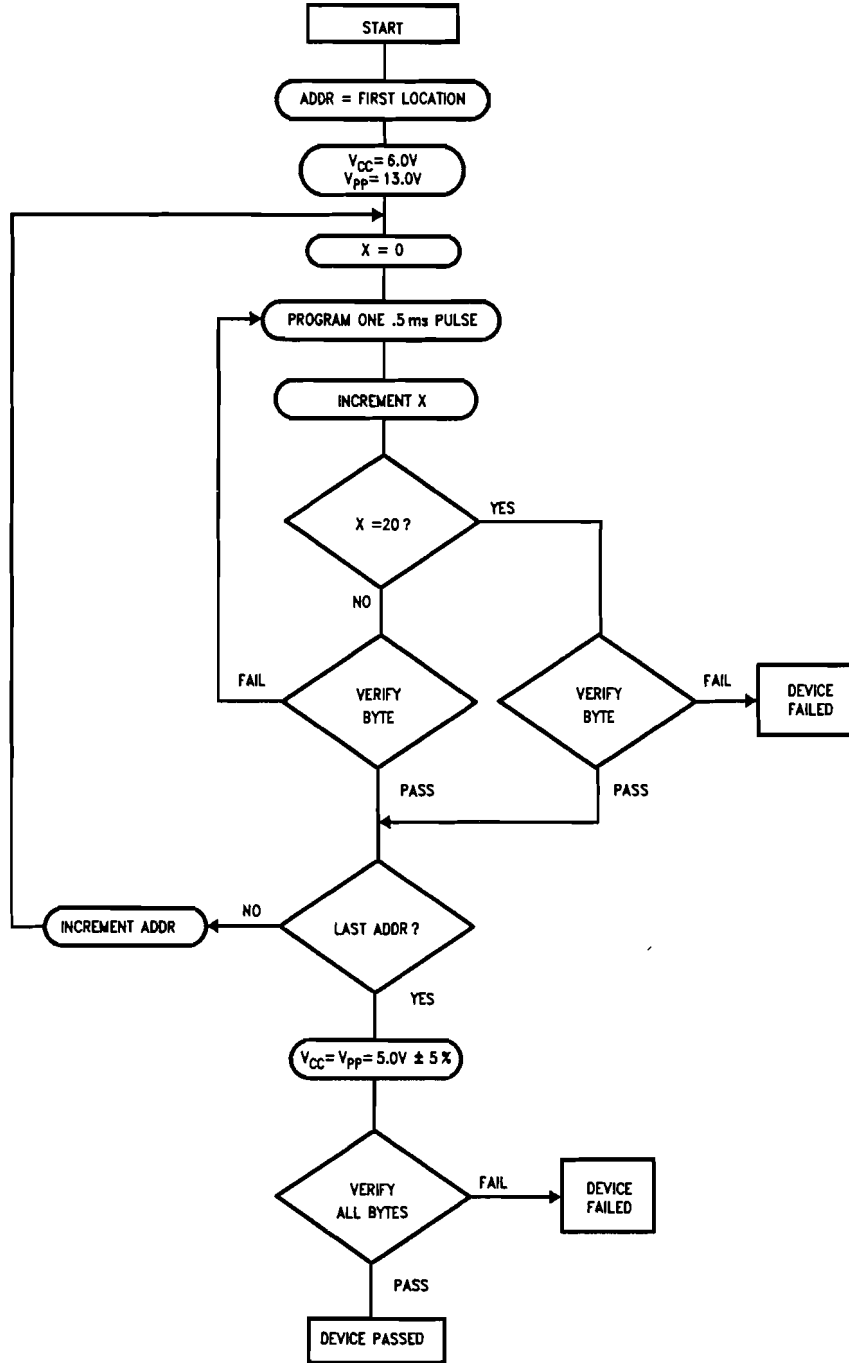 START
ADDR = FIRST LOCATION
VCC = 6.0V
VPP = 13.0V
X = 0
PROGRAM ONE .5 ms PULSE
INCREMENT X
X = 20 ?
YES
NO
FAIL
VERIFY
BYTE
VERIFY
BYTE
FAIL
DEVICE
FAILED
PASS
PASS
INCREMENT ADDR
NO
LAST ADDR ?
YES
VCC = VPP = 5.0V ± 5 %
VERIFY
ALL BYTES
FAIL
DEVICE
FAILED
PASS
DEVICE PASSED